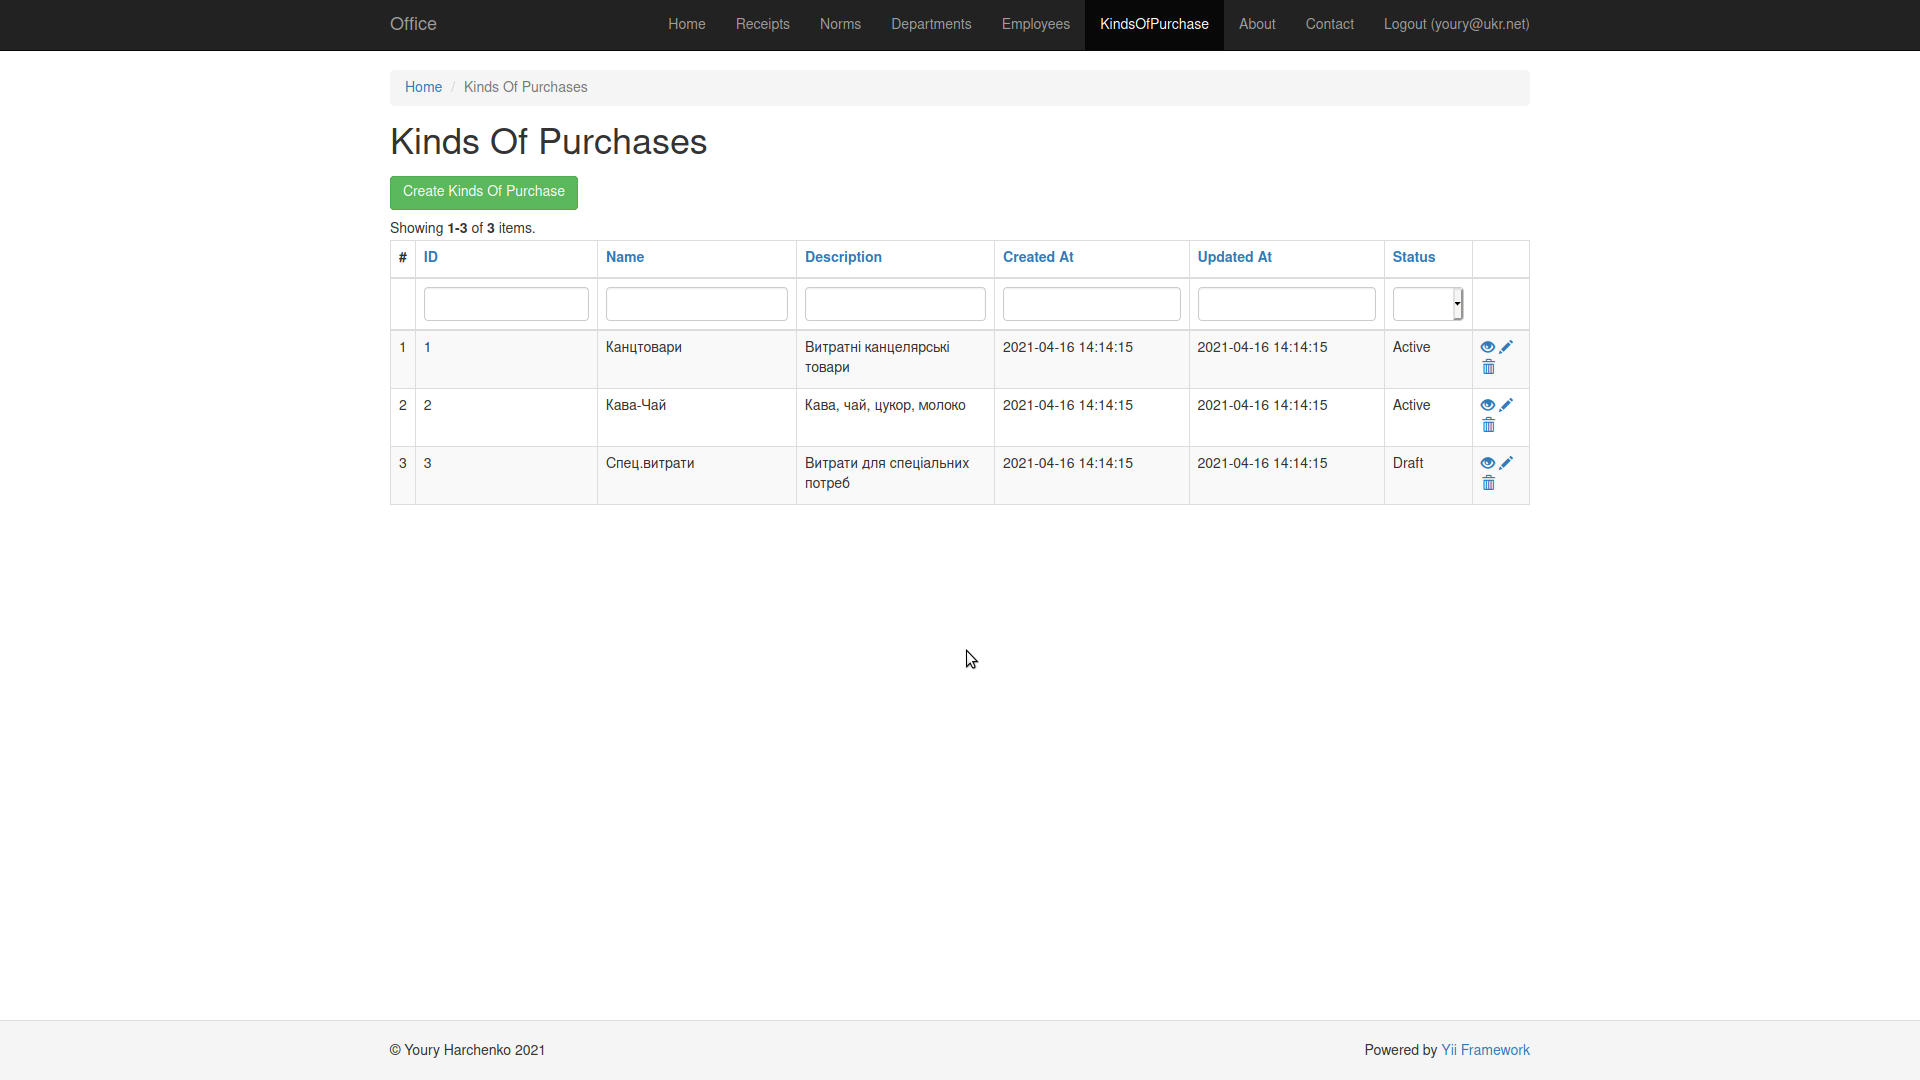 Office Home Receipts Norms Departments Employees KindsOfPurchase About Contact Logout (youry@ukr.net)
Home / Kinds Of Purchases
Kinds Of Purchases
Create Kinds Of Purchase
Showing 1-3 of 3 items.
# ID Name Description Created At Updated At Status
1 1 Канцтовари Витратні канцелярські товари 2021-04-16 14:14:15 2021-04-16 14:14:15 Active
2 2 Кава-Чай Кава, чай, цукор, молоко 2021-04-16 14:14:15 2021-04-16 14:14:15 Active
3 3 Спец.витрати Витрати для спеціальних потреб 2021-04-16 14:14:15 2021-04-16 14:14:15 Draft
© Youry Harchenko 2021 Powered by Yii Framework